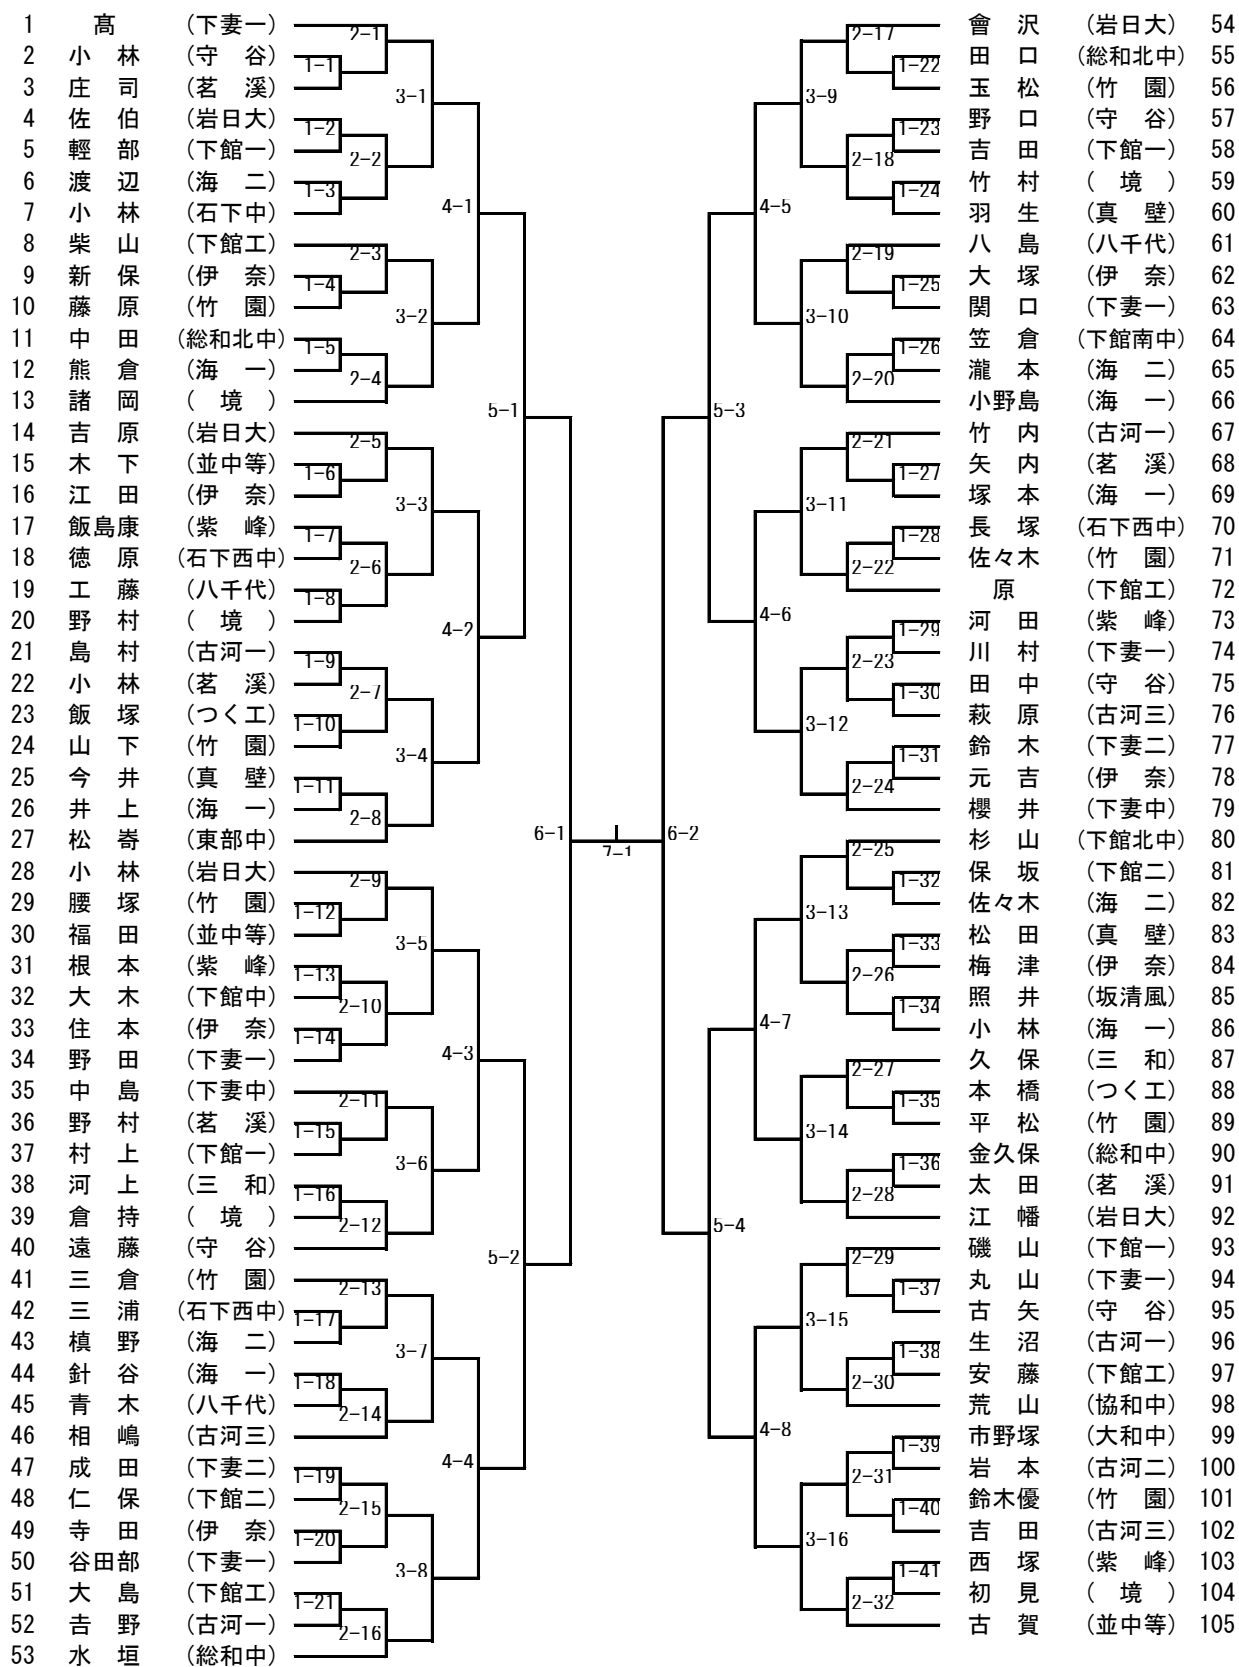 1 髙 (下妻一)
2 小林 (守谷)
3 庄司 (茗溪)
4 佐伯 (岩日大)
5 輕部 (下館一)
6 渡辺 (海二)
7 小林 (石下中)
8 柴山 (下館工)
9 新保 (伊奈)
10 藤原 (竹園)
11 中田 (総和北中)
12 熊倉 (海一)
13 諸岡 (境)
14 吉原 (岩日大)
15 木下 (並中等)
16 江田 (伊奈)
17 飯島康 (紫峰)
18 徳原 (石下西中)
19 工藤 (八千代)
20 野村 (境)
21 島村 (古河一)
22 小林 (茗溪)
23 飯塚 (つく工)
24 山下 (竹園)
25 今井 (真壁)
26 井上 (海一)
27 松嵜 (東部中)
28 小林 (岩日大)
29 腰塚 (竹園)
30 福田 (並中等)
31 根本 (紫峰)
32 大木 (下館中)
33 住本 (伊奈)
34 野田 (下妻一)
35 中島 (下妻中)
36 野村 (茗溪)
37 村上 (下館一)
38 河上 (三和)
39 倉持 (境)
40 遠藤 (守谷)
41 三倉 (竹園)
42 三浦 (石下西中)
43 槙野 (海二)
44 針谷 (海一)
45 青木 (八千代)
46 相嶋 (古河三)
47 成田 (下妻二)
48 仁保 (下館二)
49 寺田 (伊奈)
50 谷田部 (下妻一)
51 大島 (下館工)
52 𠮷野 (古河一)
53 水垣 (総和中)
1-1
1-2
1-3
1-4
1-5
1-6
1-7
1-8
1-9
1-10
1-11
1-12
1-13
1-14
1-15
1-16
1-17
1-18
1-19
1-20
1-21
2-1
2-2
2-3
2-4
2-5
2-6
2-7
2-8
2-9
2-10
2-11
2-12
2-13
2-14
2-15
2-16
3-1
3-2
3-3
3-4
3-5
3-6
3-7
3-8
4-1
4-2
4-3
4-4
5-1
5-2
6-1
7-1
6-2
5-3
5-4
4-5
4-6
4-7
4-8
3-9
3-10
3-11
3-12
3-13
3-14
3-15
3-16
2-17
2-18
2-19
2-20
2-21
2-22
2-23
2-24
2-25
2-26
2-27
2-28
2-29
2-30
2-31
2-32
1-22
1-23
1-24
1-25
1-26
1-27
1-28
1-29
1-30
1-31
1-32
1-33
1-34
1-35
1-36
1-37
1-38
1-39
1-40
1-41
會沢 (岩日大) 54
田口 (総和北中) 55
玉松 (竹園) 56
野口 (守谷) 57
吉田 (下館一) 58
竹村 (境) 59
羽生 (真壁) 60
八島 (八千代) 61
大塚 (伊奈) 62
関口 (下妻一) 63
笠倉 (下館南中) 64
瀧本 (海二) 65
小野島 (海一) 66
竹内 (古河一) 67
矢内 (茗溪) 68
塚本 (海一) 69
長塚 (石下西中) 70
佐々木 (竹園) 71
原 (下館工) 72
河田 (紫峰) 73
川村 (下妻一) 74
田中 (守谷) 75
萩原 (古河三) 76
鈴木 (下妻二) 77
元吉 (伊奈) 78
櫻井 (下妻中) 79
杉山 (下館北中) 80
保坂 (下館二) 81
佐々木 (海二) 82
松田 (真壁) 83
梅津 (伊奈) 84
照井 (坂清風) 85
小林 (海一) 86
久保 (三和) 87
本橋 (つく工) 88
平松 (竹園) 89
金久保 (総和中) 90
太田 (茗溪) 91
江幡 (岩日大) 92
磯山 (下館一) 93
丸山 (下妻一) 94
古矢 (守谷) 95
生沼 (古河一) 96
安藤 (下館工) 97
荒山 (協和中) 98
市野塚 (大和中) 99
岩本 (古河二) 100
鈴木優 (竹園) 101
吉田 (古河三) 102
西塚 (紫峰) 103
初見 (境) 104
古賀 (並中等) 105